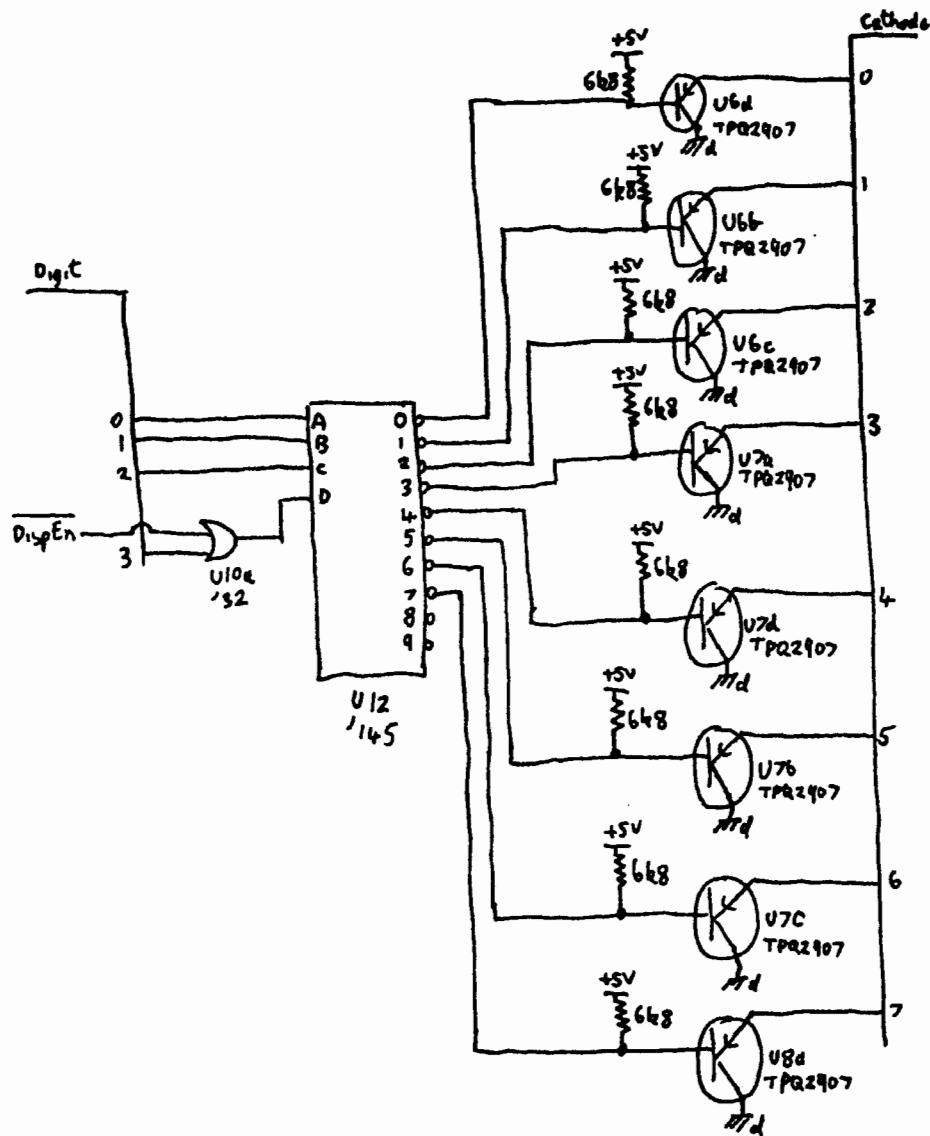 Cathode
+5V
6k8
U6d
TPQ2907
d
0
+5V
6k8
U6b
TPQ2907
d
1
+5V
6k8
U6c
TPQ2907
d
2
+5V
6k8
U7a
TPQ2907
d
3
+5V
6k8
U7d
TPQ2907
d
4
+5V
6k8
U7b
TPQ2907
d
5
+5V
6k8
U7C
TPQ2907
d
6
+5V
6k8
U8d
TPQ2907
d
7
Digit
0
1
2
3
DispEn
U10a
'32
A
B
C
D
0
1
2
3
4
5
6
7
8
9
U12
'145